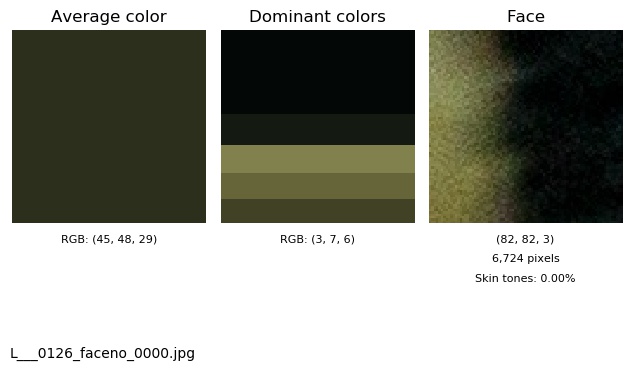 Average color
Dominant colors
Face
RGB: (45, 48, 29)
RGB: (3, 7, 6)
(82, 82, 3)
6,724 pixels
Skin tones: 0.00%
L___0126_faceno_0000.jpg